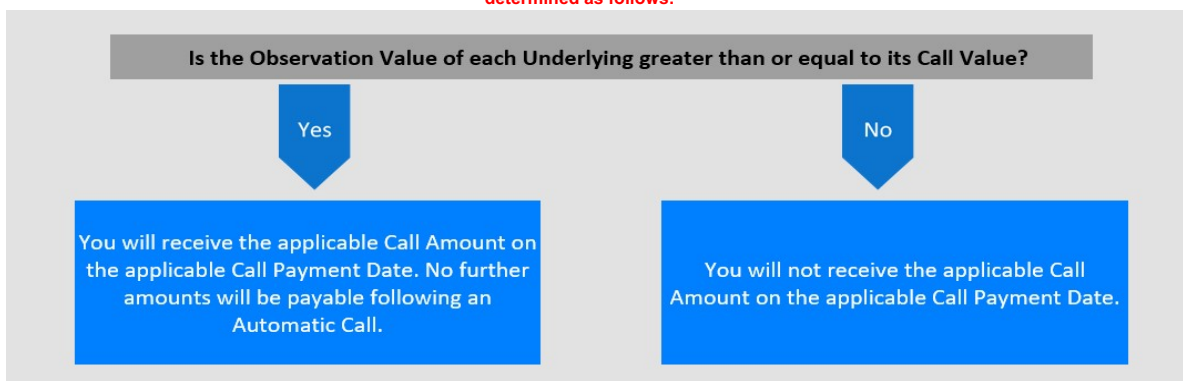 determined as follows:
Is the Observation Value of each Underlying greater than or equal to its Call Value?
Yes
No
You will receive the applicable Call Amount on
the applicable Call Payment Date. No further
amounts will be payable following an
Automatic Call.
You will not receive the applicable Call
Amount on the applicable Call Payment Date.